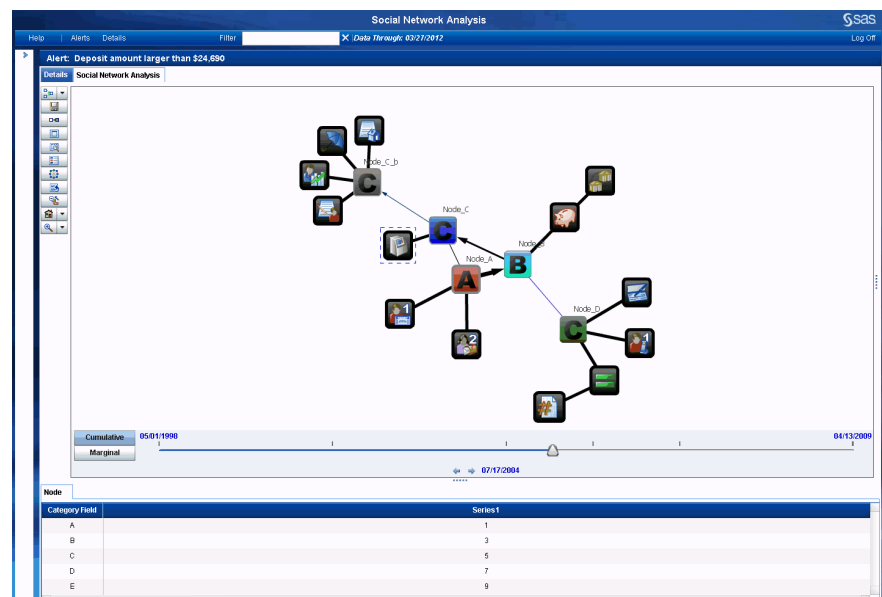 Social Network Analysis
sas
Help | Alerts Details Filter Data Through: 03/27/2012 Log Off
Alert: Deposit amount larger than $24,690
Details Social Network Analysis
Node_C_b
C
Node_C
C
Node_B
B
Node_A
A
1
2
Node_D
C
1
#
Cumulative
Marginal
05/01/1998
04/13/2009
07/17/2004
Node
Category Field Series1
A 1
B 3
C 5
D 7
E 9